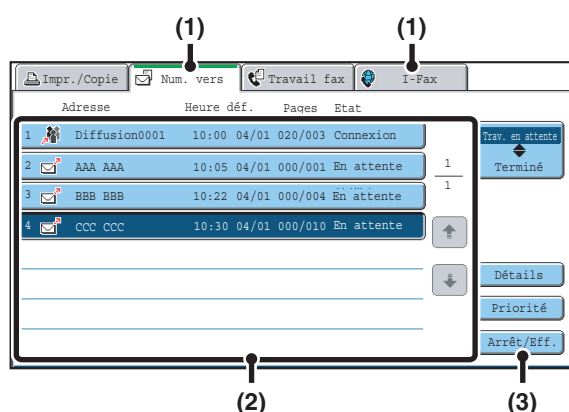 (1) (1)
Impr./Copie Num. vers Travail fax I-Fax
Adresse Heure déf. Pages Etat
1 Diffusion0001 10:00 04/01 020/003 Connexion
2 AAA AAA 10:05 04/01 000/001 En attente
3 BBB BBB 10:22 04/01 000/004 En attente
4 CCC CCC 10:30 04/01 000/010 En attente
1
1
Trav. en attente
Terminé
Détails
Priorité
Arrêt/Eff.
(2) (3)